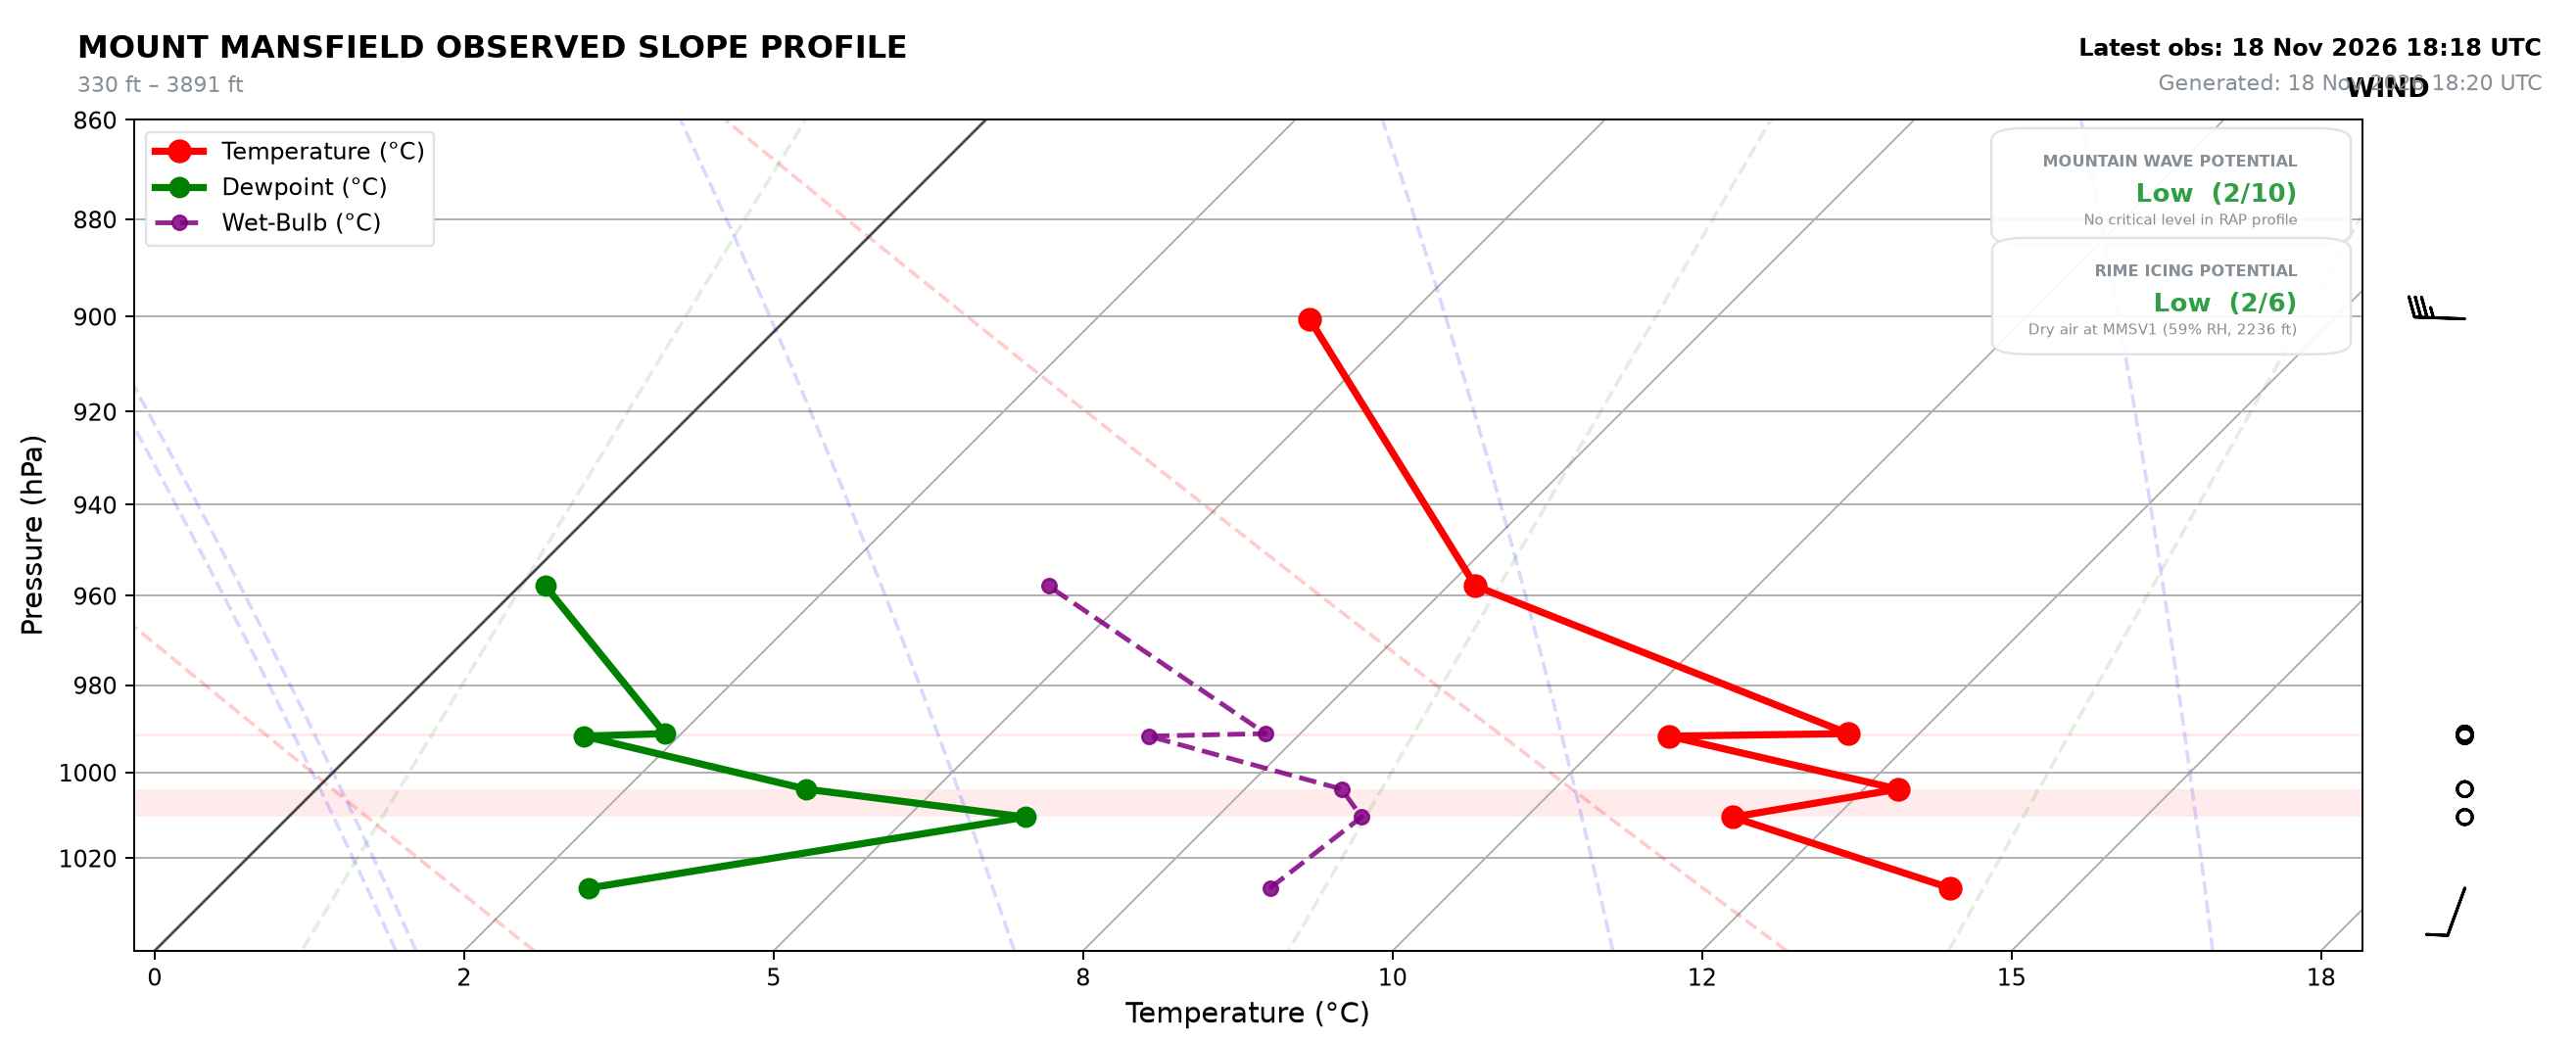 MOUNT MANSFIELD OBSERVED SLOPE PROFILE
330 ft – 3891 ft
Latest obs: 18 Nov 2026 18:18 UTC
Generated: 18 Nov 2026 18:20 UTC
WIND
Temperature (°C)
Dewpoint (°C)
Wet-Bulb (°C)
MOUNTAIN WAVE POTENTIAL
Low (2/10)
No critical level in RAP profile
RIME ICING POTENTIAL
Low (2/6)
Dry air at MMSV1 (59% RH, 2236 ft)
Pressure (hPa)
860
880
900
920
940
960
980
1000
1020
0 2 5 8 10 12 15 18
Temperature (°C)